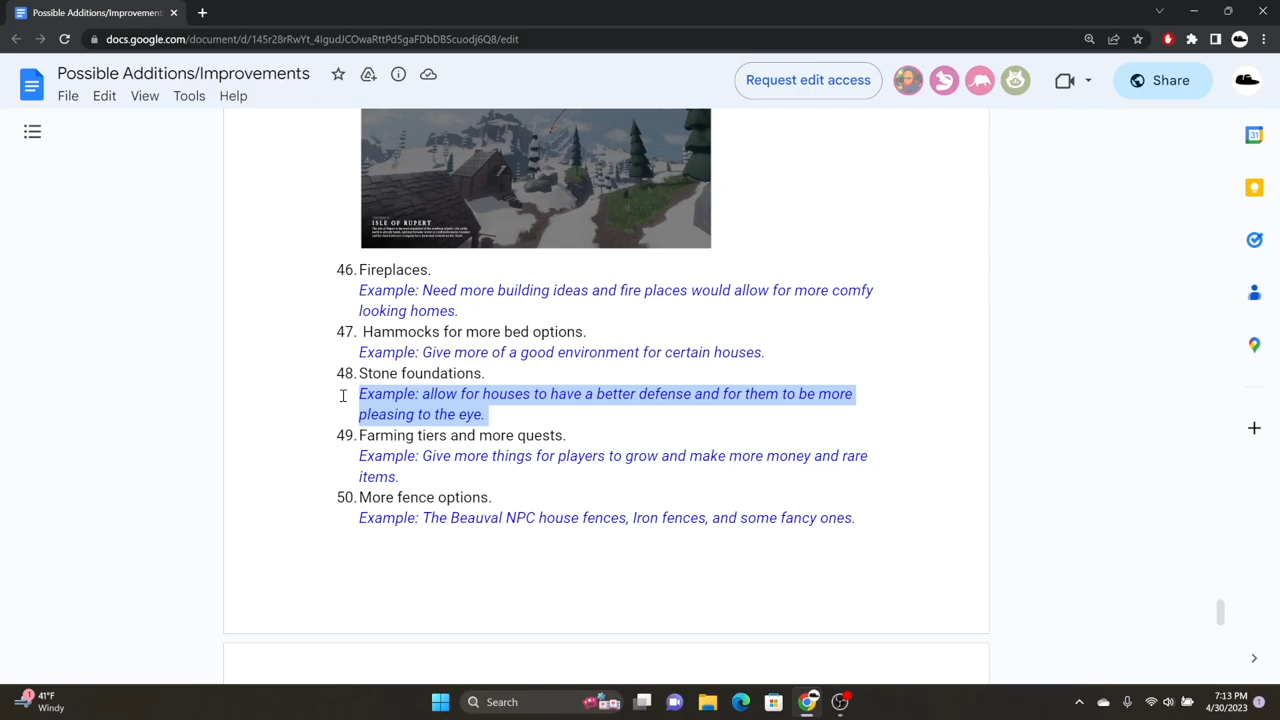 Possible Additions/Improvement
docs.google.com/document/d/145r28rRwYt_4IgudJCOwaRttPd5gaFDbDBScuodj6Q8/edit
Possible Additions/Improvements
File Edit View Tools Help
Request edit access
Share
31
ISLE OF RUPERT
46. Fireplaces.
Example: Need more building ideas and fire places would allow for more comfy
looking homes.
47. Hammocks for more bed options.
Example: Give more of a good environment for certain houses.
48. Stone foundations.
Example: allow for houses to have a better defense and for them to be more
pleasing to the eye.
49. Farming tiers and more quests.
Example: Give more things for players to grow and make more money and rare
items.
50. More fence options.
Example: The Beauval NPC house fences, Iron fences, and some fancy ones.
1
41°F
Windy
Search
7:13 PM
4/30/2023
1